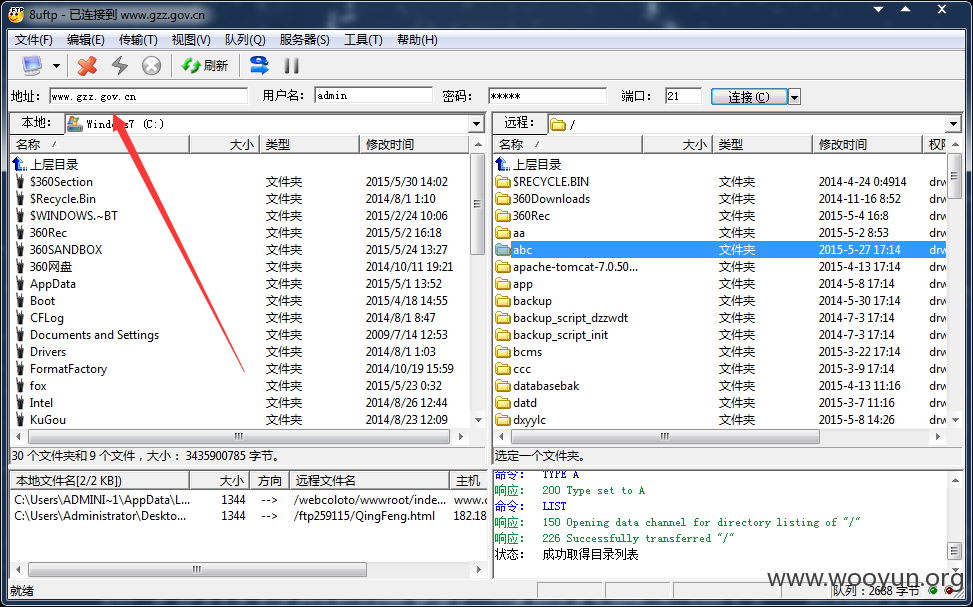 8uftp - 已连接到 www.gzz.gov.cn
文件(F) 编辑(E) 传输(T) 视图(V) 队列(Q) 服务器(S) 工具(T) 帮助(H)
刷新
地址: www.gzz.gov.cn 用户名: admin 密码: ***** 端口: 21 连接(C)
本地: Windows7 (C:) 远程: /
名称 大小 类型 修改时间 名称 大小 类型 修改时间 权限
上层目录 上层目录
$360Section 文件夹 2015/5/30 14:02 $RECYCLE.BIN 文件夹 2014-4-24 0:4914 drw
$Recycle.Bin 文件夹 2014/8/1 1:10 360Downloads 文件夹 2014-11-16 8:52 drw
$WINDOWS.~BT 文件夹 2015/2/24 10:06 360Rec 文件夹 2015-5-4 16:8 drw
360Rec 文件夹 2015/5/2 16:18 aa 文件夹 2015-5-2 8:53 drw
360SANDBOX 文件夹 2015/5/24 13:27 abc 文件夹 2015-5-27 17:14 drw
360网盘 文件夹 2014/10/11 19:21 apache-tomcat-7.0.50... 文件夹 2015-4-13 17:14 drw
AppData 文件夹 2015/5/1 13:52 app 文件夹 2014-5-8 17:14 drw
Boot 文件夹 2015/4/18 14:55 backup 文件夹 2014-5-30 17:14 drw
CFLog 文件夹 2014/8/1 8:47 backup_script_dzzwdt 文件夹 2014-7-3 17:14 drw
Documents and Settings 文件夹 2009/7/14 12:53 backup_script_init 文件夹 2014-7-3 17:14 drw
Drivers 文件夹 2014/8/1 1:03 bcms 文件夹 2015-3-22 17:14 drw
FormatFactory 文件夹 2014/10/19 15:59 ccc 文件夹 2015-3-9 17:14 drw
fox 文件夹 2015/5/23 0:32 databasebak 文件夹 2015-4-13 11:16 drw
Intel 文件夹 2014/8/26 12:44 datd 文件夹 2015-3-7 11:16 drw
KuGou 文件夹 2014/8/23 12:09 dxyylc 文件夹 2015-5-8 14:26 drw
30 个文件夹和 9 个文件，大小： 3435900785 字节。 选定一个文件夹。
本地文件名[2/2 KB]) 大小 方向 远程文件名 主机
C:\Users\ADMINI~1\AppData\L... 1344 --> /webcoloto/wwwroot/inde... www.c
C:\Users\Administrator\Deskto... 1344 --> /ftp259115/QingFeng.html 182.18
命令: TYPE A
响应: 200 Type set to A
命令: LIST
响应: 150 Opening data channel for directory listing of "/"
响应: 226 Successfully transferred "/"
状态: 成功取得目录列表
www.wooyun.org
就绪 队列：2688 字节